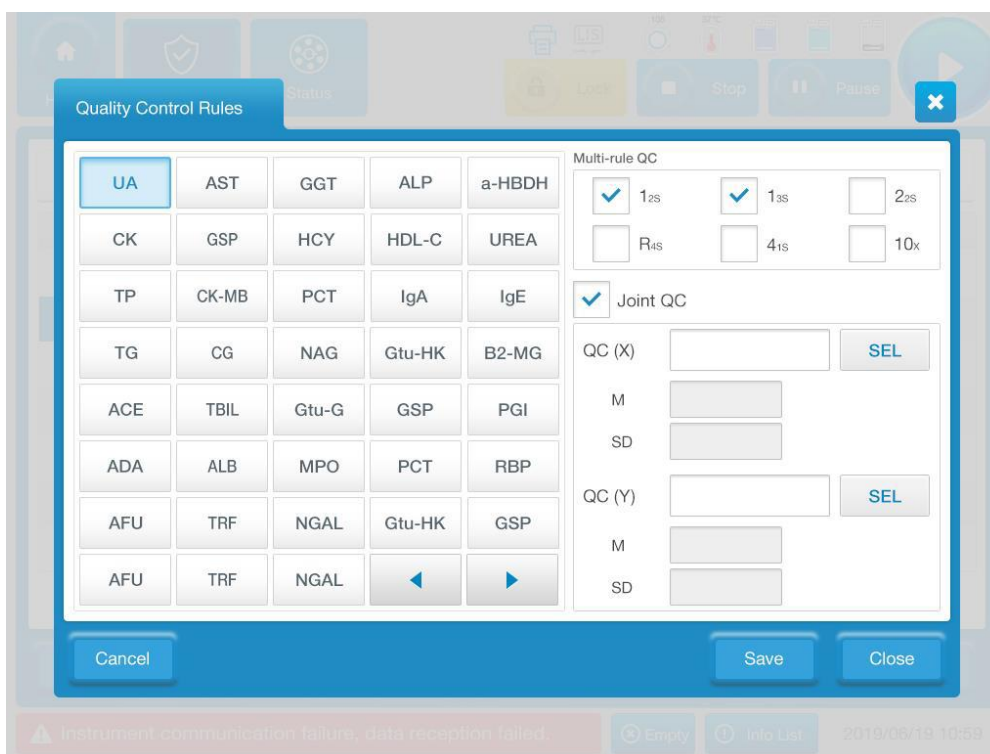 Status
LIS
100
32℃
Lock
Stop
Pause
Quality Control Rules
UA AST GGT ALP a-HBDH
CK GSP HCY HDL-C UREA
TP CK-MB PCT IgA IgE
TG CG NAG Gtu-HK B2-MG
ACE TBIL Gtu-G GSP PGI
ADA ALB MPO PCT RBP
AFU TRF NGAL Gtu-HK GSP
AFU TRF NGAL
Multi-rule QC
12S 13S 22S
R4S 41S 10X
Joint QC
QC (X) SEL
M
SD
QC (Y) SEL
M
SD
Cancel Save Close
Instrument communication failure, data reception failed.
Empty
Info List
2019/06/19 10:59